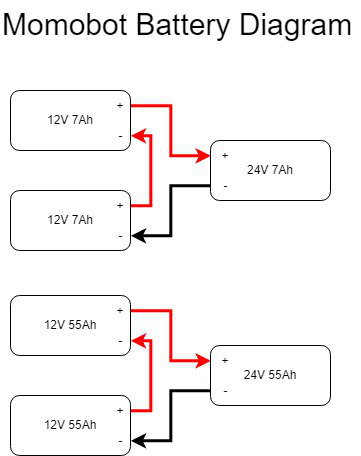 Momobot Battery Diagram
+
12V 7Ah
-
+
24V 7Ah
-
+
12V 7Ah
-
+
12V 55Ah
-
+
24V 55Ah
-
+
12V 55Ah
-